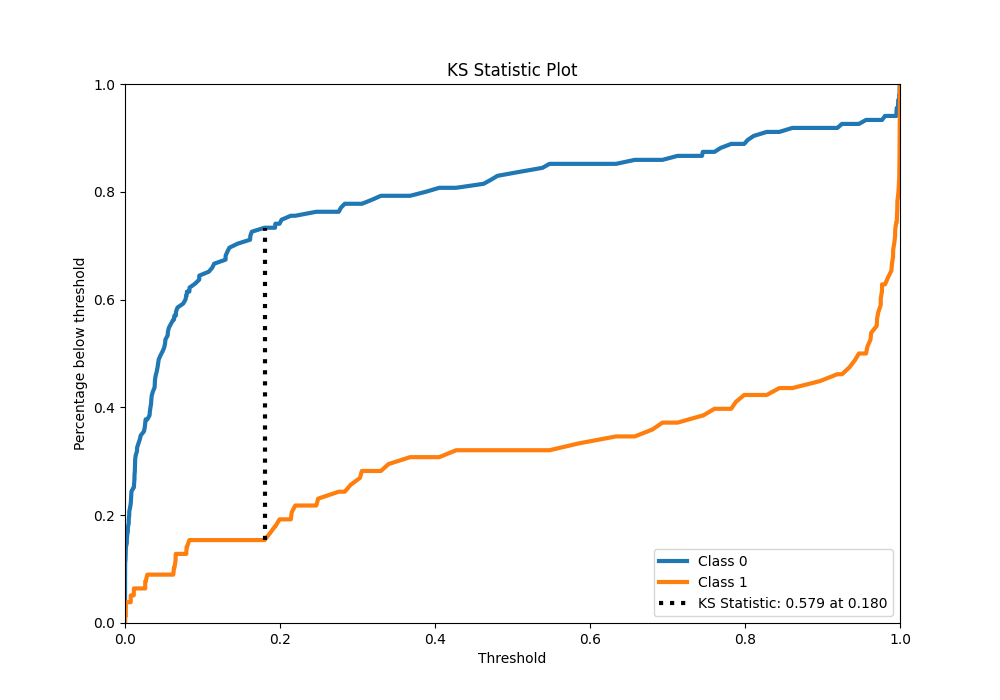 KS Statistic Plot
1.0
0.8
0.6
0.4
0.2
0.0
Percentage below threshold
0.0 0.2 0.4 0.6 0.8 1.0
Threshold
Class 0
Class 1
KS Statistic: 0.579 at 0.180